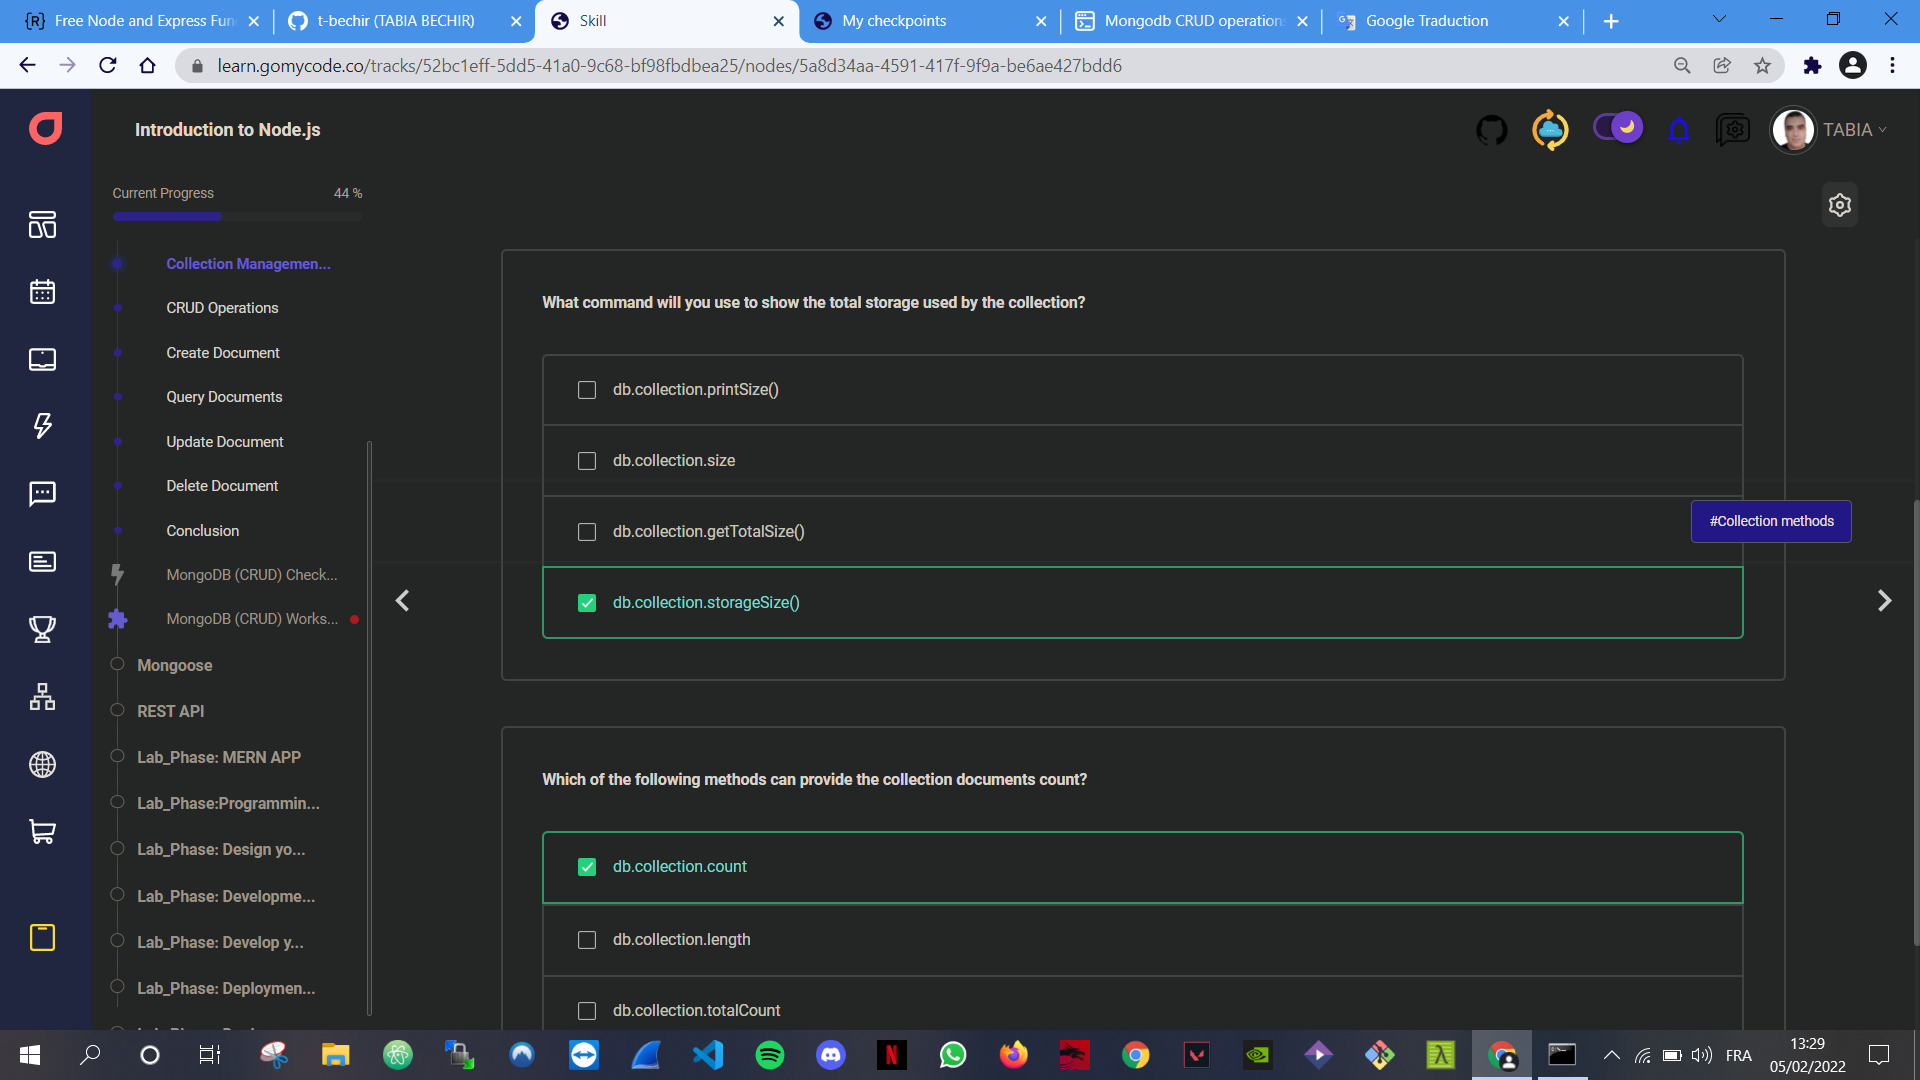 Free Node and Express Fun
t-bechir (TABIA BECHIR)
Skill
My checkpoints
Mongodb CRUD operation
Google Traduction
learn.gomycode.co/tracks/52bc1eff-5dd5-41a0-9c68-bf98fbdbea25/nodes/5a8d34aa-4591-417f-9f9a-be6ae427bdd6
Introduction to Node.js
TABIA
Current Progress
44 %
Collection Managemen...
CRUD Operations
Create Document
Query Documents
Update Document
Delete Document
Conclusion
MongoDB (CRUD) Check...
MongoDB (CRUD) Works...
Mongoose
REST API
Lab_Phase: MERN APP
Lab_Phase:Programmin...
Lab_Phase: Design yo...
Lab_Phase: Developme...
Lab_Phase: Develop y...
Lab_Phase: Deploymen...
What command will you use to show the total storage used by the collection?
db.collection.printSize()
db.collection.size
db.collection.getTotalSize()
db.collection.storageSize()
#Collection methods
Which of the following methods can provide the collection documents count?
db.collection.count
db.collection.length
db.collection.totalCount
FRA
13:29
05/02/2022